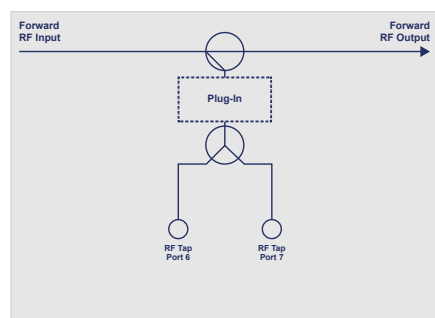 Forward
RF Input
Forward
RF Output
Plug-In
RF Tap
Port 6
RF Tap
Port 7